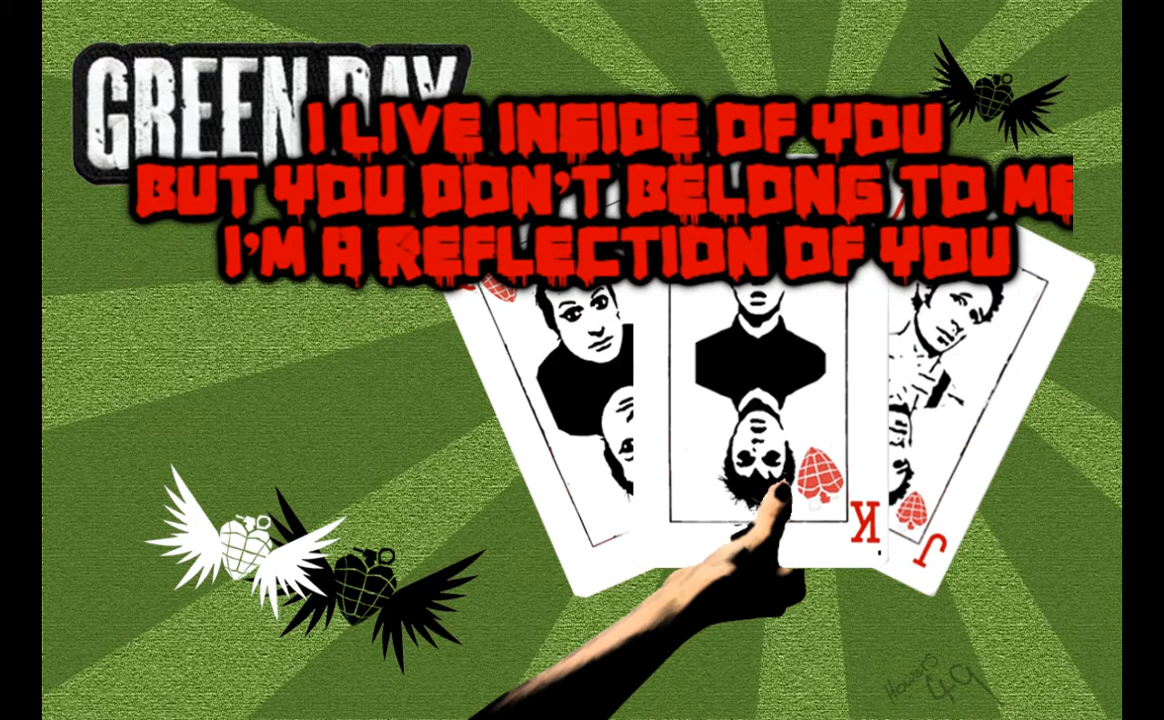 GREEN DAY
I LIVE INSIDE OF YOU
BUT YOU DON'T BELONG TO ME
I'M A REFLECTION OF YOU
K
J